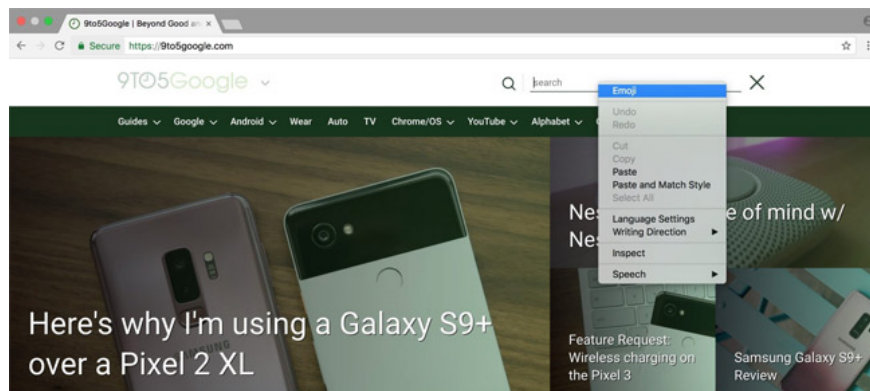 9to5Google | Beyond Good an
Secure https://9to5google.com
9TO5Google
search
Guides Google Android Wear Auto TV Chrome/OS YouTube Alphabet
Emoji
Undo
Redo
Cut
Copy
Paste
Paste and Match Style
Select All
Language Settings
Writing Direction
Inspect
Speech
Here's why I'm using a Galaxy S9+
over a Pixel 2 XL
SAMSUNG
e of mind w/
Feature Request:
Wireless charging on
the Pixel 3
Samsung Galaxy S9+
Review